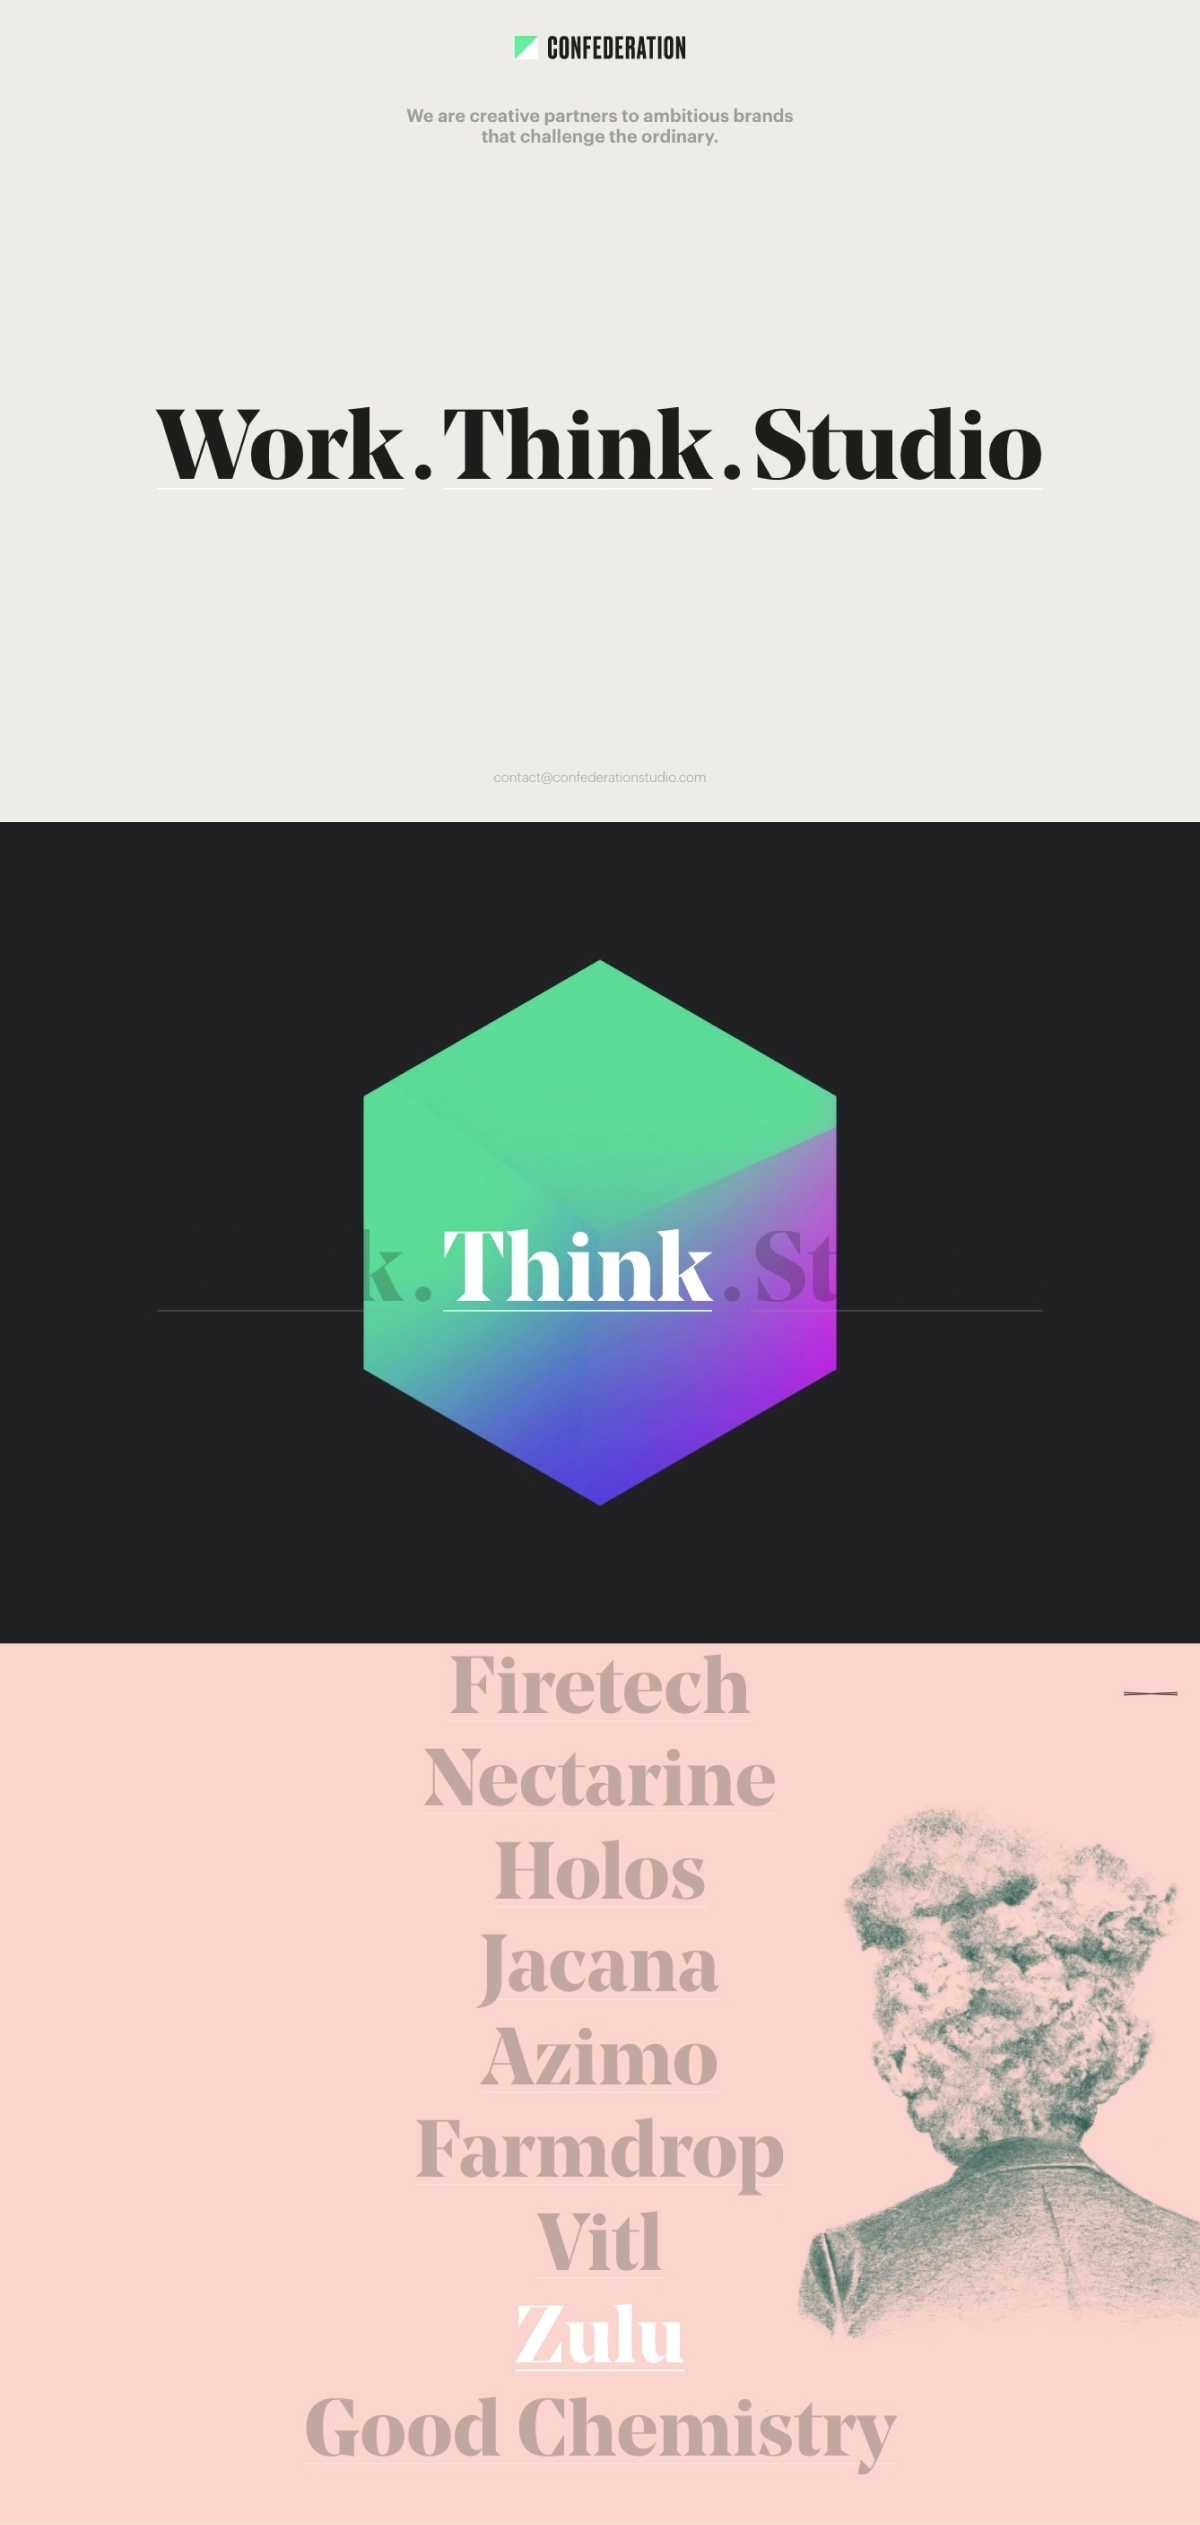 CONFEDERATION
We are creative partners to ambitious brands
that challenge the ordinary.
Work.Think.Studio
contact@confederationstudio.com
Work.Think.Studio
Firetech
Nectarine
Holos
Jacana
Azimo
Farmdrop
Vitl
Zulu
Good Chemistry